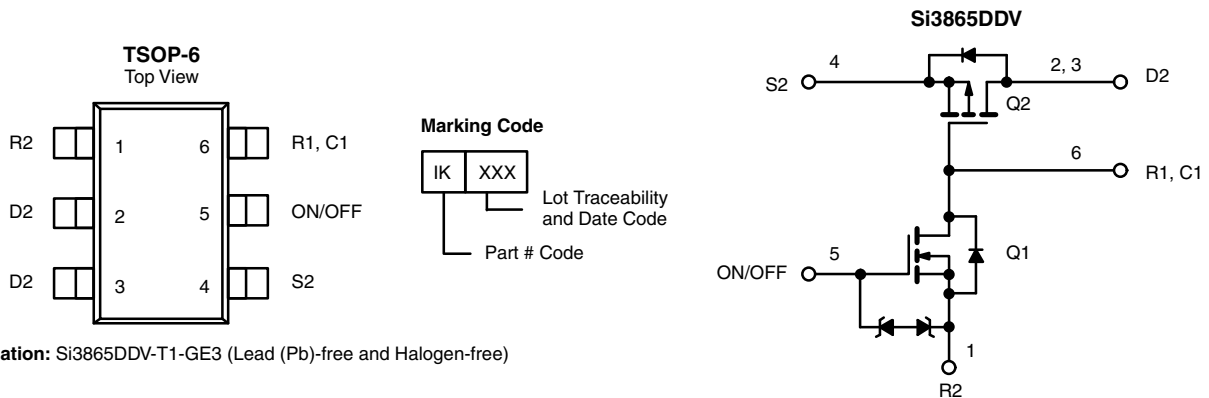 TSOP-6
Top View
R2
1
6
R1, C1
D2
2
5
ON/OFF
D2
3
4
S2
Marking Code
IK
XXX
Lot Traceability
and Date Code
Part # Code
ation: Si3865DDV-T1-GE3 (Lead (Pb)-free and Halogen-free)
Si3865DDV
S2
4
2, 3
D2
Q2
6
R1, C1
ON/OFF
5
Q1
1
R2